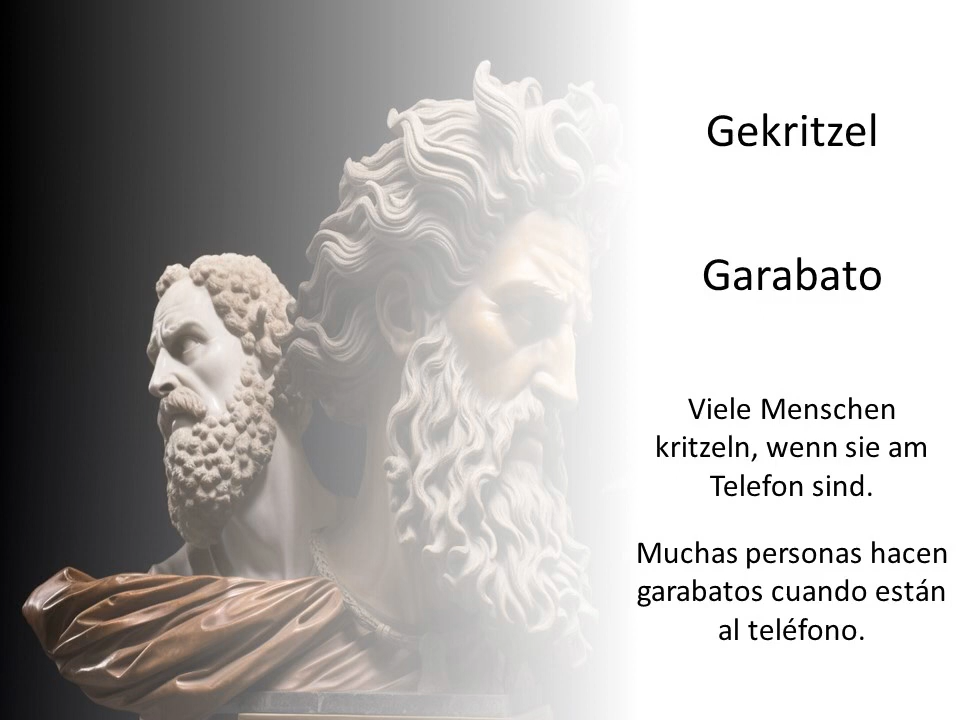 Gekritzel
Garabato
Viele Menschen
kritzeln, wenn sie am
Telefon sind.
Muchas personas hacen
garabatos cuando están
al teléfono.